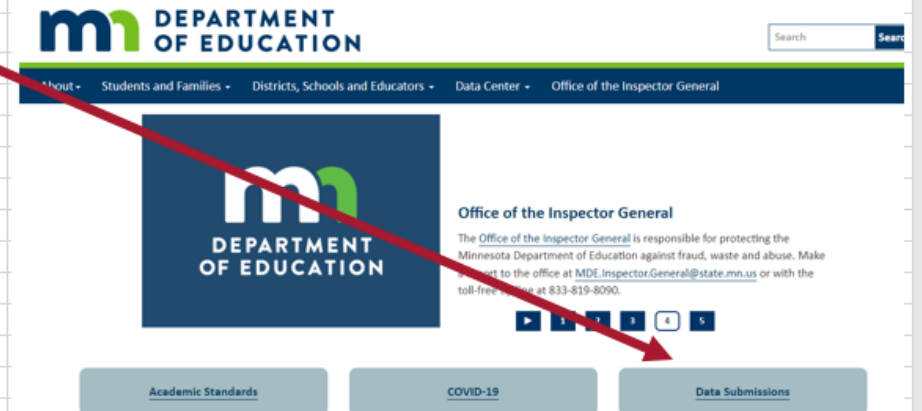 mn DEPARTMENT
OF EDUCATION
Search
Searc
About
Students and Families
Districts, Schools and Educators
Data Center
Office of the Inspector General
mn
DEPARTMENT
OF EDUCATION
Office of the Inspector General
The Office of the Inspector General is responsible for protecting the
Minnesota Department of Education against fraud, waste and abuse. Make
to the office at MDE.Inspector.General@state.mn.us or with the
toll-free at 833-819-8090.
1 2 3 4 5
Academic Standards
COVID-19
Data Submissions